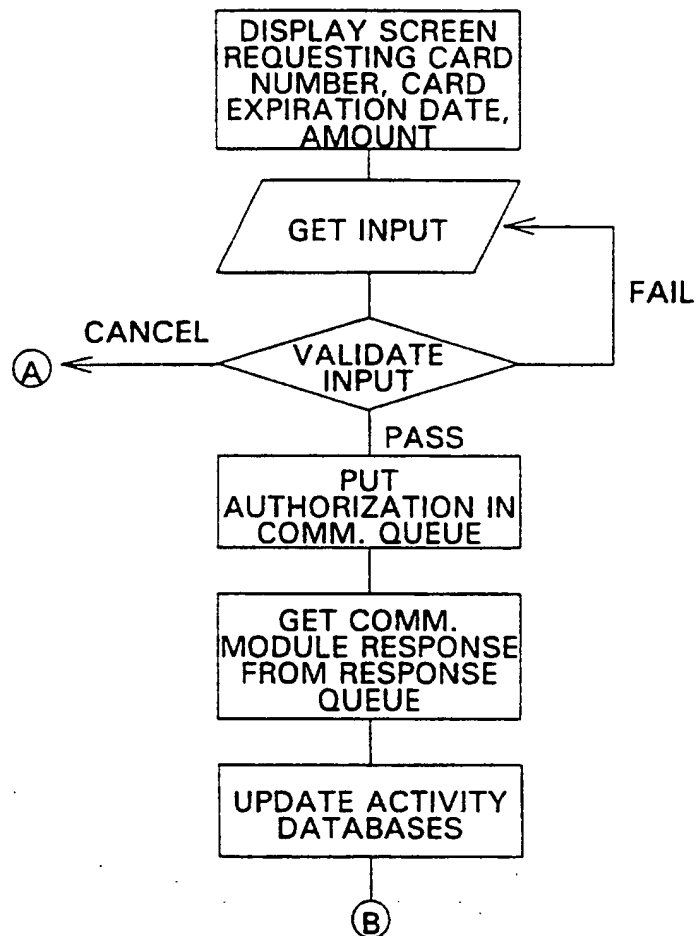 DISPLAY SCREEN
REQUESTING CARD
NUMBER, CARD
EXPIRATION DATE,
AMOUNT
GET INPUT
FAIL
CANCEL
A
VALIDATE
INPUT
PASS
PUT
AUTHORIZATION IN
COMM. QUEUE
GET COMM.
MODULE RESPONSE
FROM RESPONSE
QUEUE
UPDATE ACTIVITY
DATABASES
B